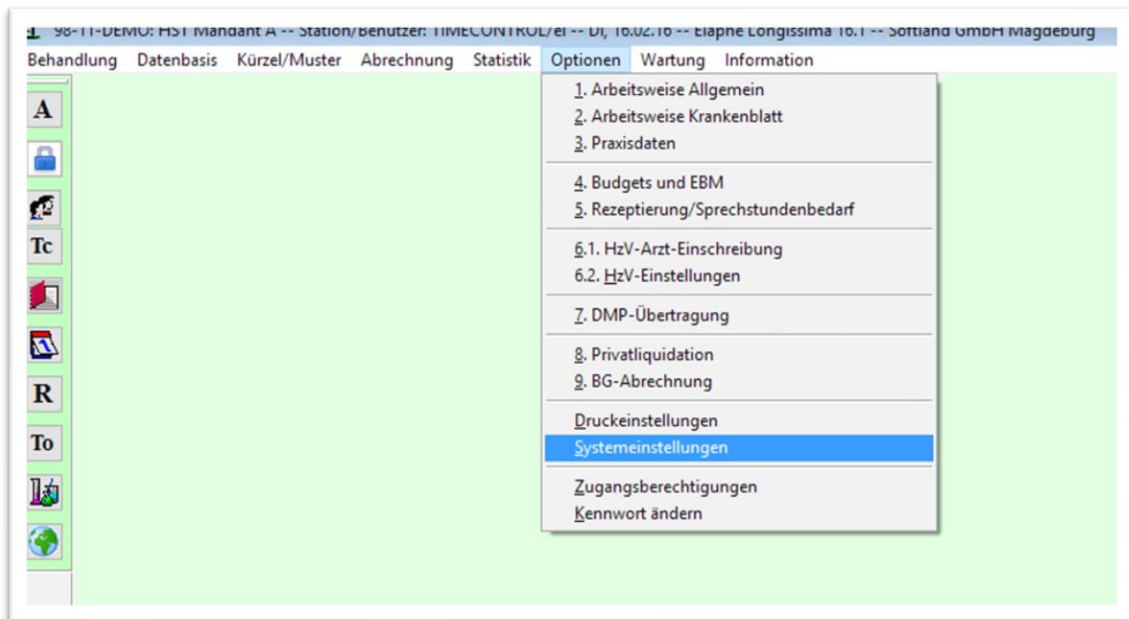 98-11-DEMO: HST Mandant A -- Station/Benutzer: TIMECONTROL/el -- Di, 16.02.16 -- Elaphe Longissima 16.1 -- Softland GmbH Magdeburg
Behandlung Datenbasis Kürzel/Muster Abrechnung Statistik Optionen Wartung Information
1. Arbeitsweise Allgemein
2. Arbeitsweise Krankenblatt
3. Praxisdaten
4. Budgets und EBM
5. Rezeptierung/Sprechstundenbedarf
6.1. HzV-Arzt-Einschreibung
6.2. HzV-Einstellungen
7. DMP-Übertragung
8. Privatliquidation
9. BG-Abrechnung
Druckeinstellungen
Systemeinstellungen
Zugangsberechtigungen
Kennwort ändern
A
Tc
1
R
To